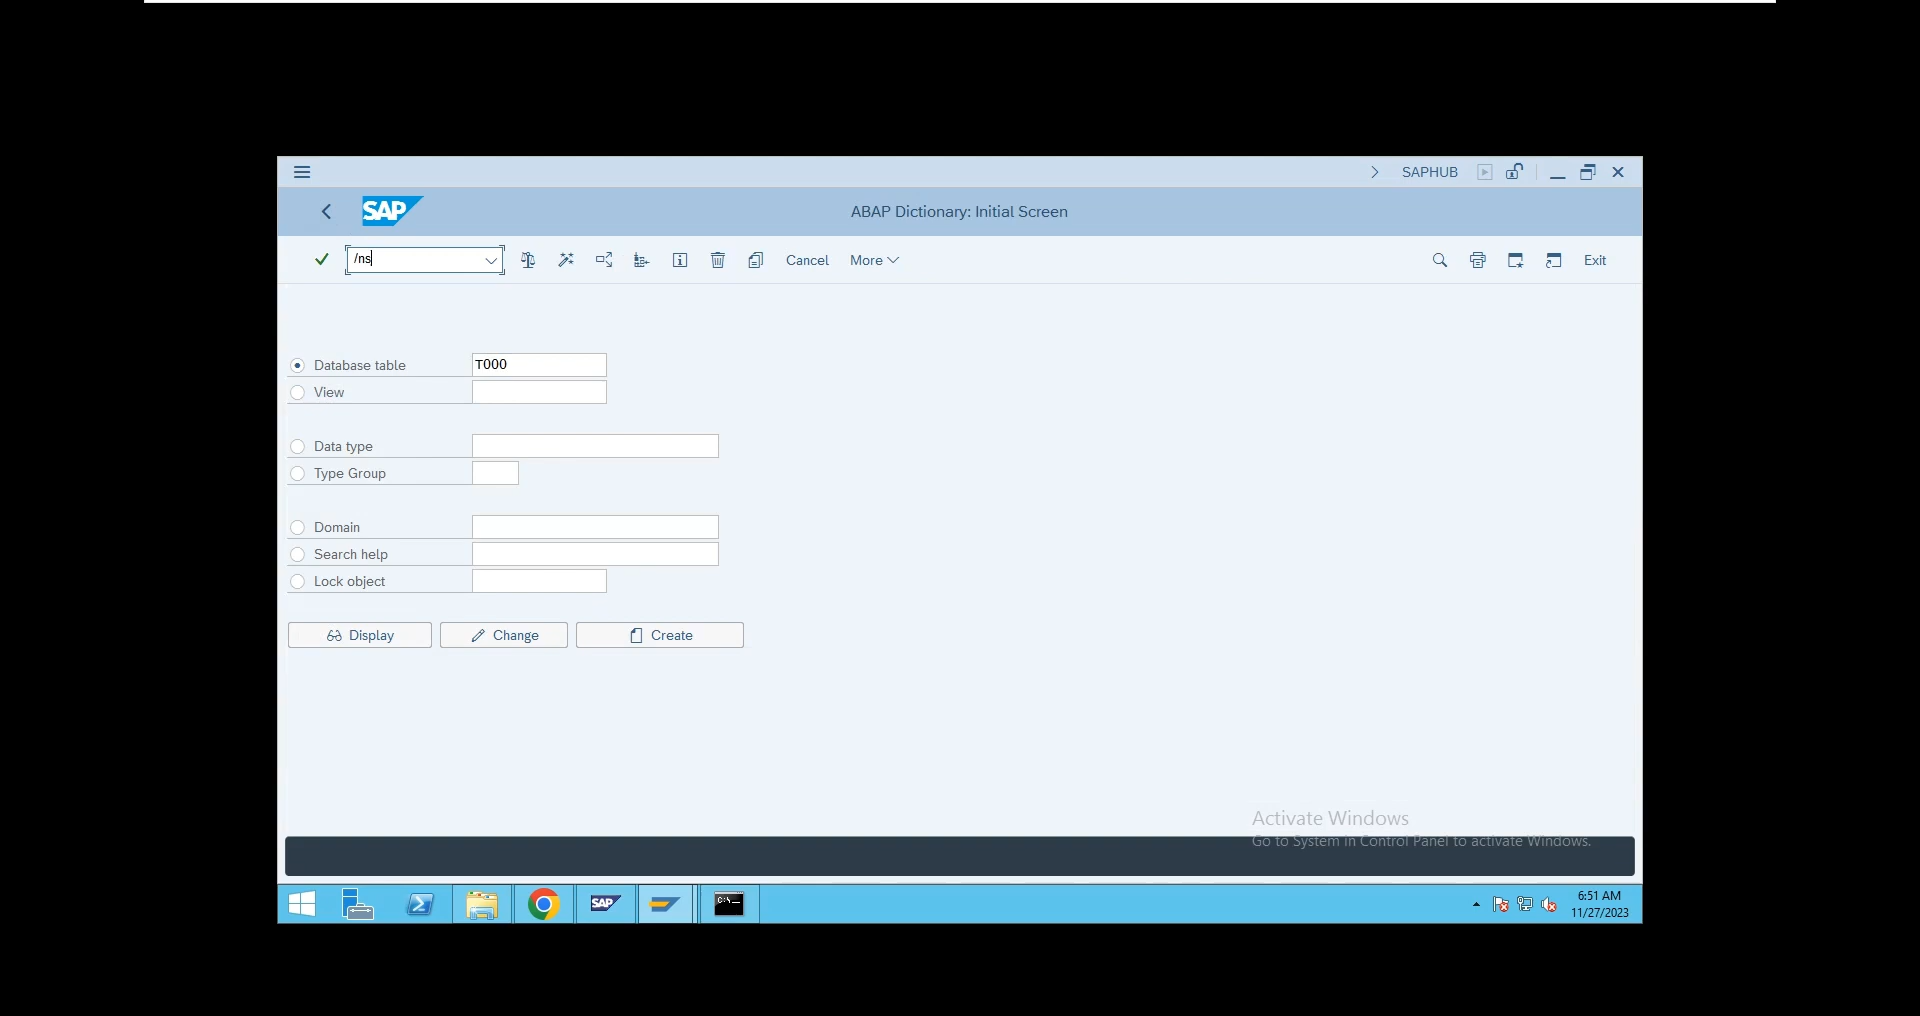 SAPHUB
SAP
ABAP Dictionary: Initial Screen
/ns
Cancel
More
Exit
Database table
T000
View
Data type
Type Group
Domain
Search help
Lock object
Display
Change
Create
Activate Windows
Go to System in Control Panel to activate Windows.
SAP
C:\_
6:51 AM
11/27/2023